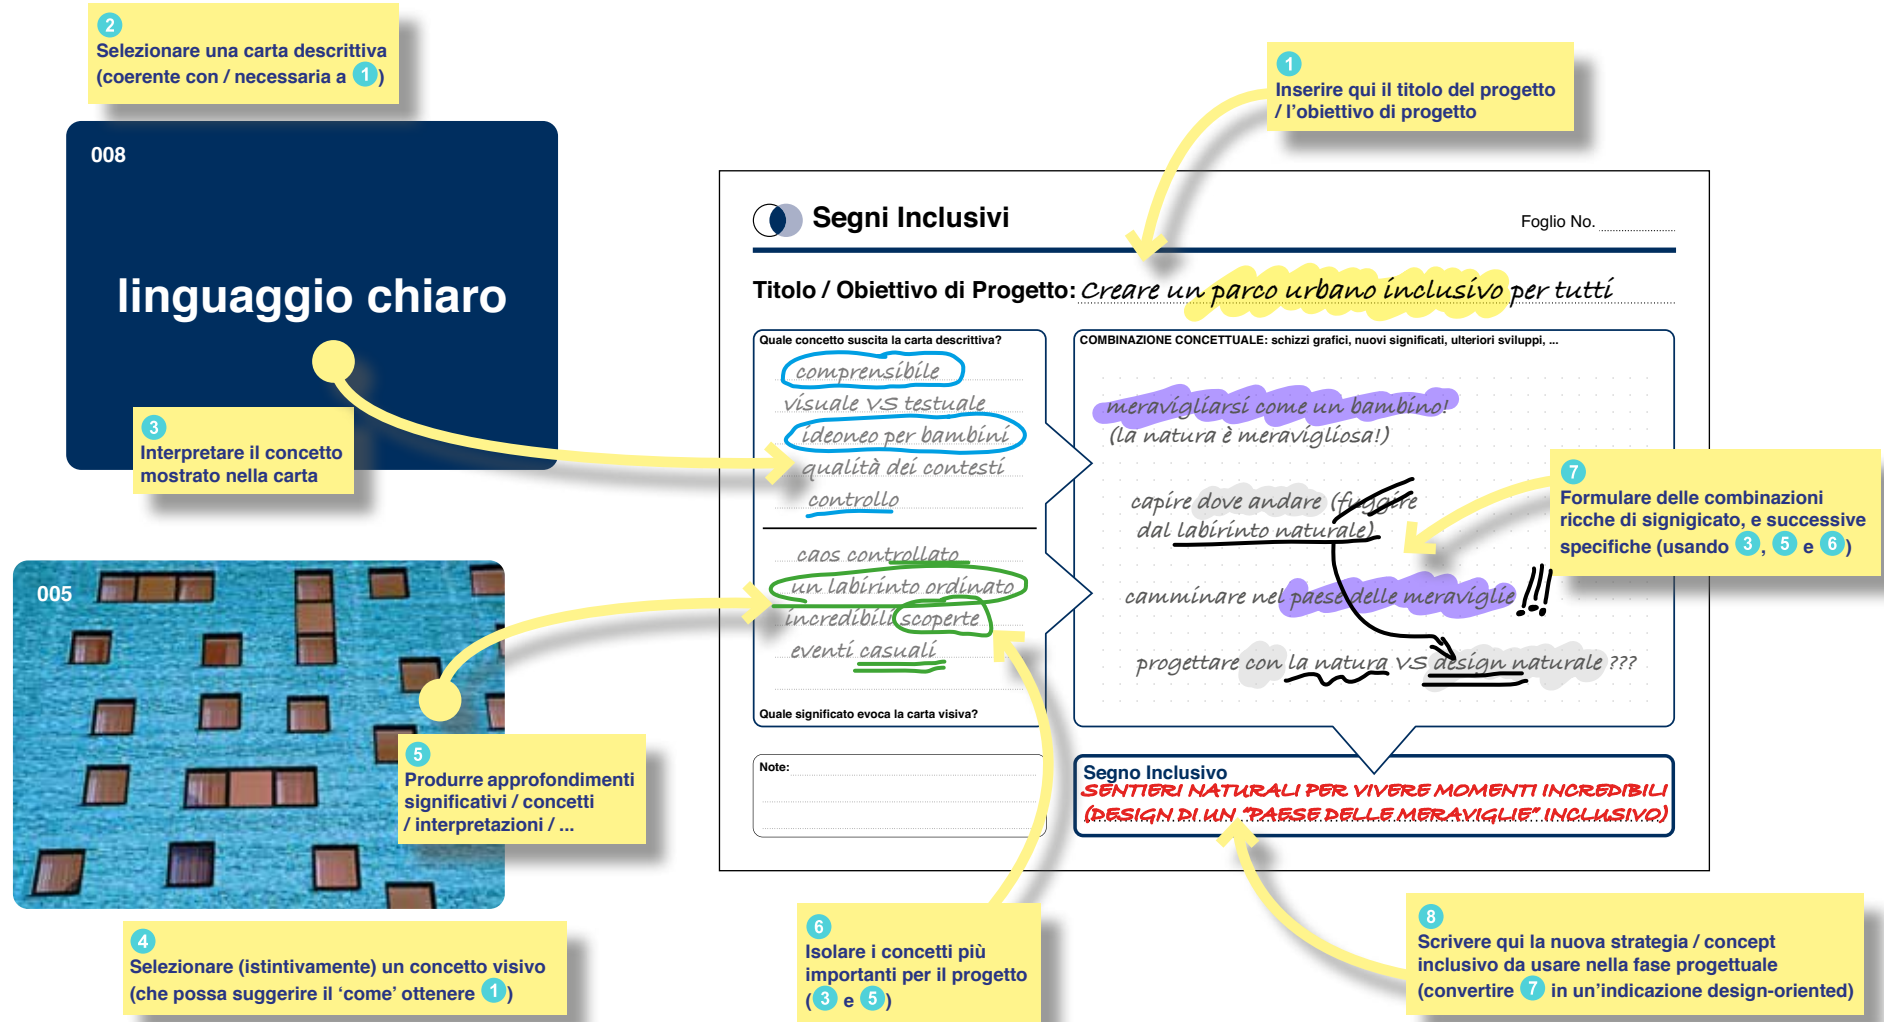 2
Selezionare una carta descrittiva
(coerente con / necessaria a 1)
008
linguaggio chiaro
3
Interpretare il concetto
mostrato nella carta
005
5
Produrre approfondimenti
significativi / concetti
/ interpretazioni / ...
4
Selezionare (istintivamente) un concetto visivo
(che possa suggerire il ‘come’ ottenere 1)
1
Inserire qui il titolo del progetto
/ l’obiettivo di progetto
Segni Inclusivi
Foglio No.
Titolo / Obiettivo di Progetto: Creare un parco urbano inclusivo per tutti
Quale concetto suscita la carta descrittiva?
comprensibile
visuale VS testuale
ideoneo per bambini
qualità dei contesti
controllo
caos controllato
un labirinto ordinato
incredibili scoperte
eventi casuali
Quale significato evoca la carta visiva?
COMBINAZIONE CONCETTUALE: schizzi grafici, nuovi significati, ulteriori sviluppi, ...
meravigliarsi come un bambino!
(la natura è meravigliosa!)
capire dove andare (fuggire
dal labirinto naturale)
camminare nel paese delle meraviglie !!!
progettare con la natura VS design naturale ???
7
Formulare delle combinazioni
ricche di signigicato, e successive
specifiche (usando 3, 5 e 6)
Note:
Segno Inclusivo
SENTIERI NATURALI PER VIVERE MOMENTI INCREDIBILI
(DESIGN DI UN “PAESE DELLE MERAVIGLIE” INCLUSIVO)
6
Isolare i concetti più
importanti per il progetto
(3 e 5)
8
Scrivere qui la nuova strategia / concept
inclusivo da usare nella fase progettuale
(convertire 7 in un’indicazione design-oriented)